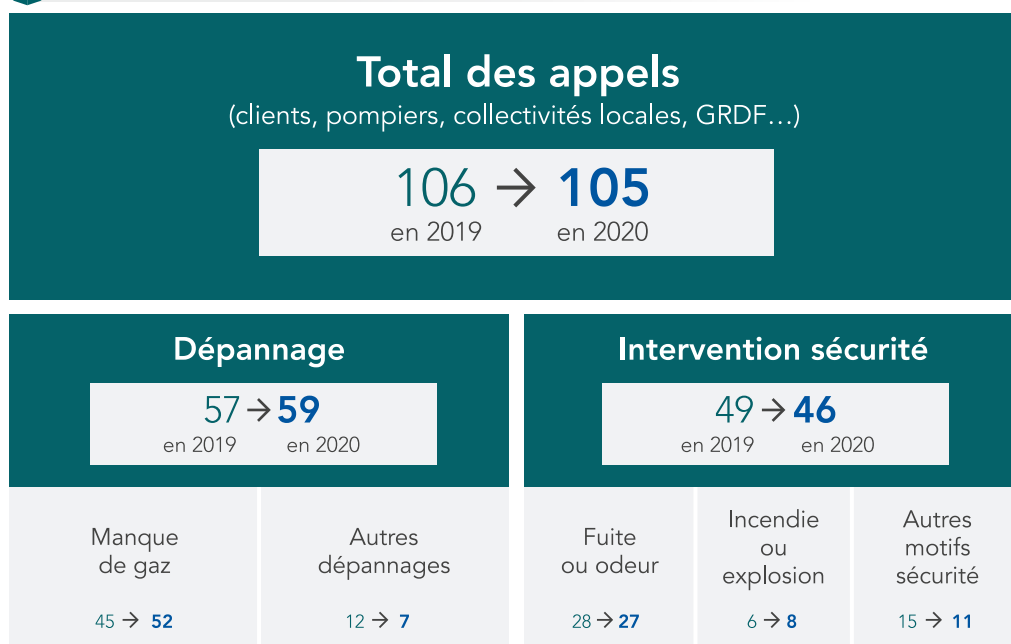 Total des appels
(clients, pompiers, collectivités locales, GRDF...)
106 → 105
en 2019 en 2020
Dépannage
57 → 59
en 2019 en 2020
Manque
de gaz
45 → 52
Autres
dépannages
12 → 7
Intervention sécurité
49 → 46
en 2019 en 2020
Fuite
ou odeur
28 → 27
Incendie
ou
explosion
6 → 8
Autres
motifs
sécurité
15 → 11